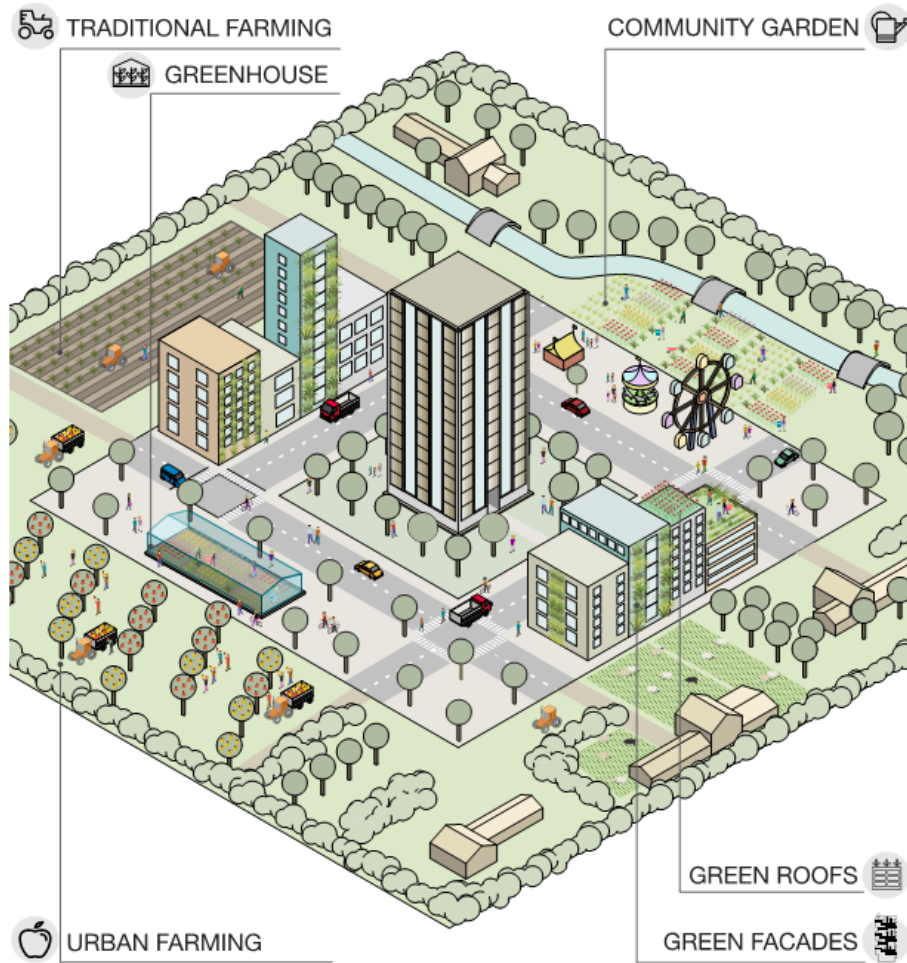 TRADITIONAL FARMING
COMMUNITY GARDEN
GREENHOUSE
GREEN ROOFS
URBAN FARMING
GREEN FACADES